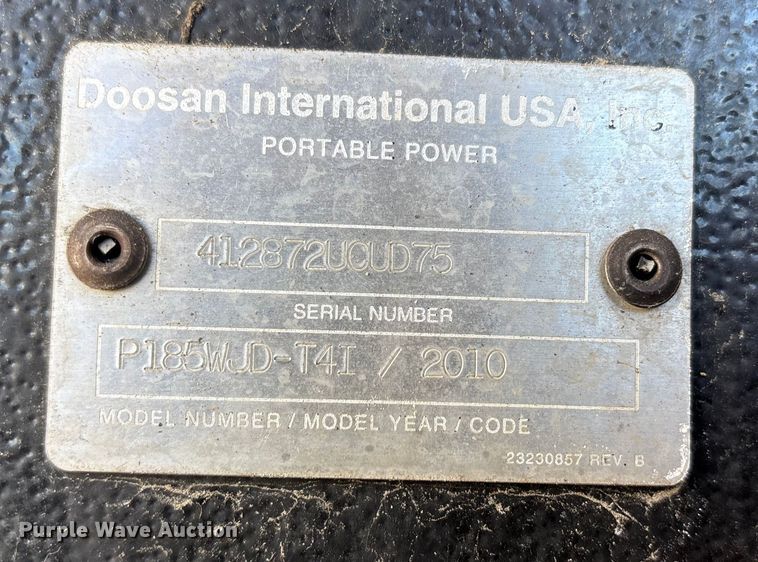 Doosan International USA, Inc.
PORTABLE POWER
412872UCUD75
SERIAL NUMBER
P185WJD-T4I / 2010
MODEL NUMBER / MODEL YEAR / CODE
23230857 REV. B
Purple Wave Auction